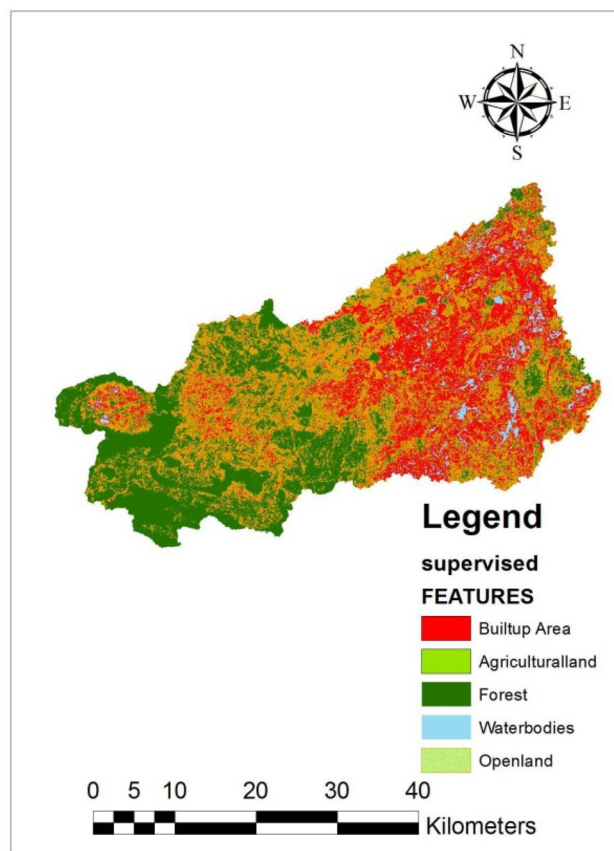 N
W E
S
Legend
supervised
FEATURES
Builtup Area
Agriculturalland
Forest
Waterbodies
Openland
0 5 10 20 30 40
Kilometers